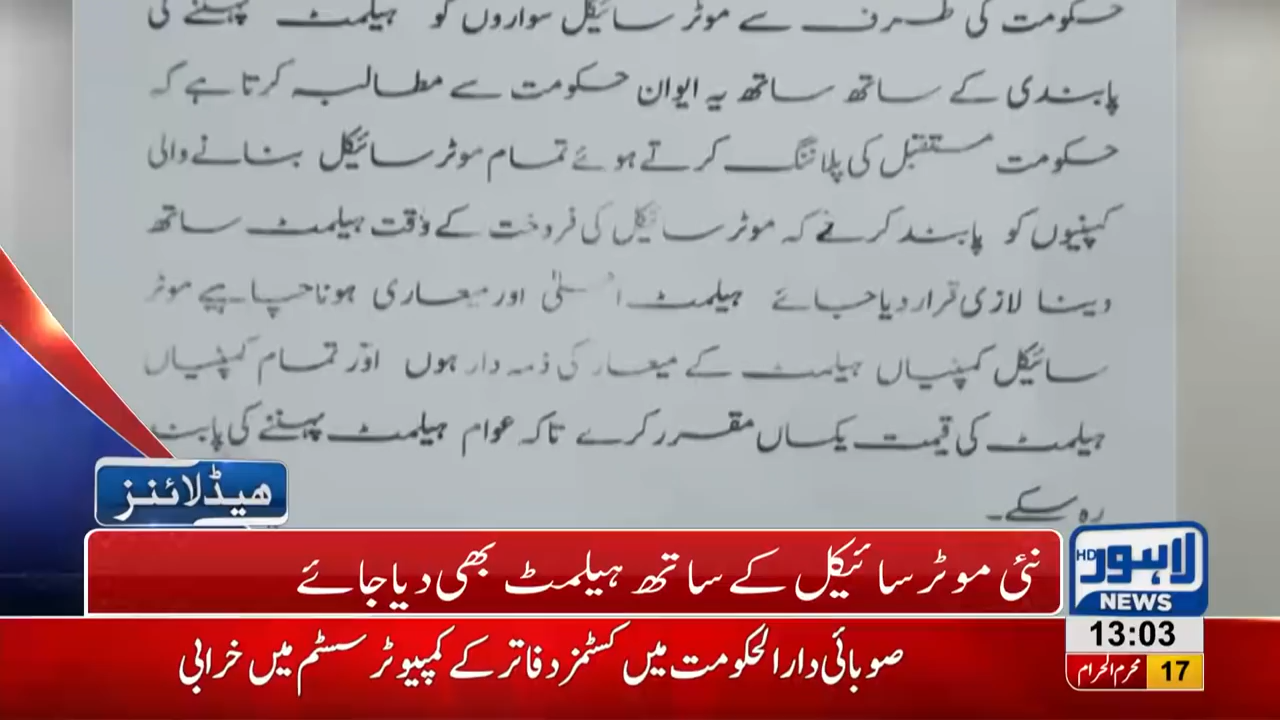 حکومت کی طرف سے موٹر سائیکل سواروں کو ہیلمٹ پہننے کی
پابندی کے ساتھ ساتھ یہ ایوان حکومت سے مطالبہ کرتا ہے کہ
حکومت مستقبل کی پلاننگ کرتے ہوئے تمام موٹر سائیکل بنانے والی
کمپنیوں کو پابند کرے کہ موٹر سائیکل کی فروخت کے وقت ہیلمٹ ساتھ
دینا لازمی قرار دیا جائے ہیلمٹ اعلیٰ اور معیاری ہونا چاہیے موٹر
سائیکل کمپنیاں ہیلمٹ کے معیار کی ذمہ دار ہوں اور تمام کمپنیاں
ہیلمٹ کی قیمت یکساں مقرر کرے تاکہ عوام ہیلمٹ پہننے کی پابند
رہ سکے۔
ھیڈلائنز
نئی موٹر سائیکل کے ساتھ ہیلمٹ بھی دیا جائے
لاہور HD
NEWS
13:03
17 محرم الحرام
صوبائی دارالحکومت میں کسٹمز دفاتر کے کمپیوٹر سسٹم میں خرابی